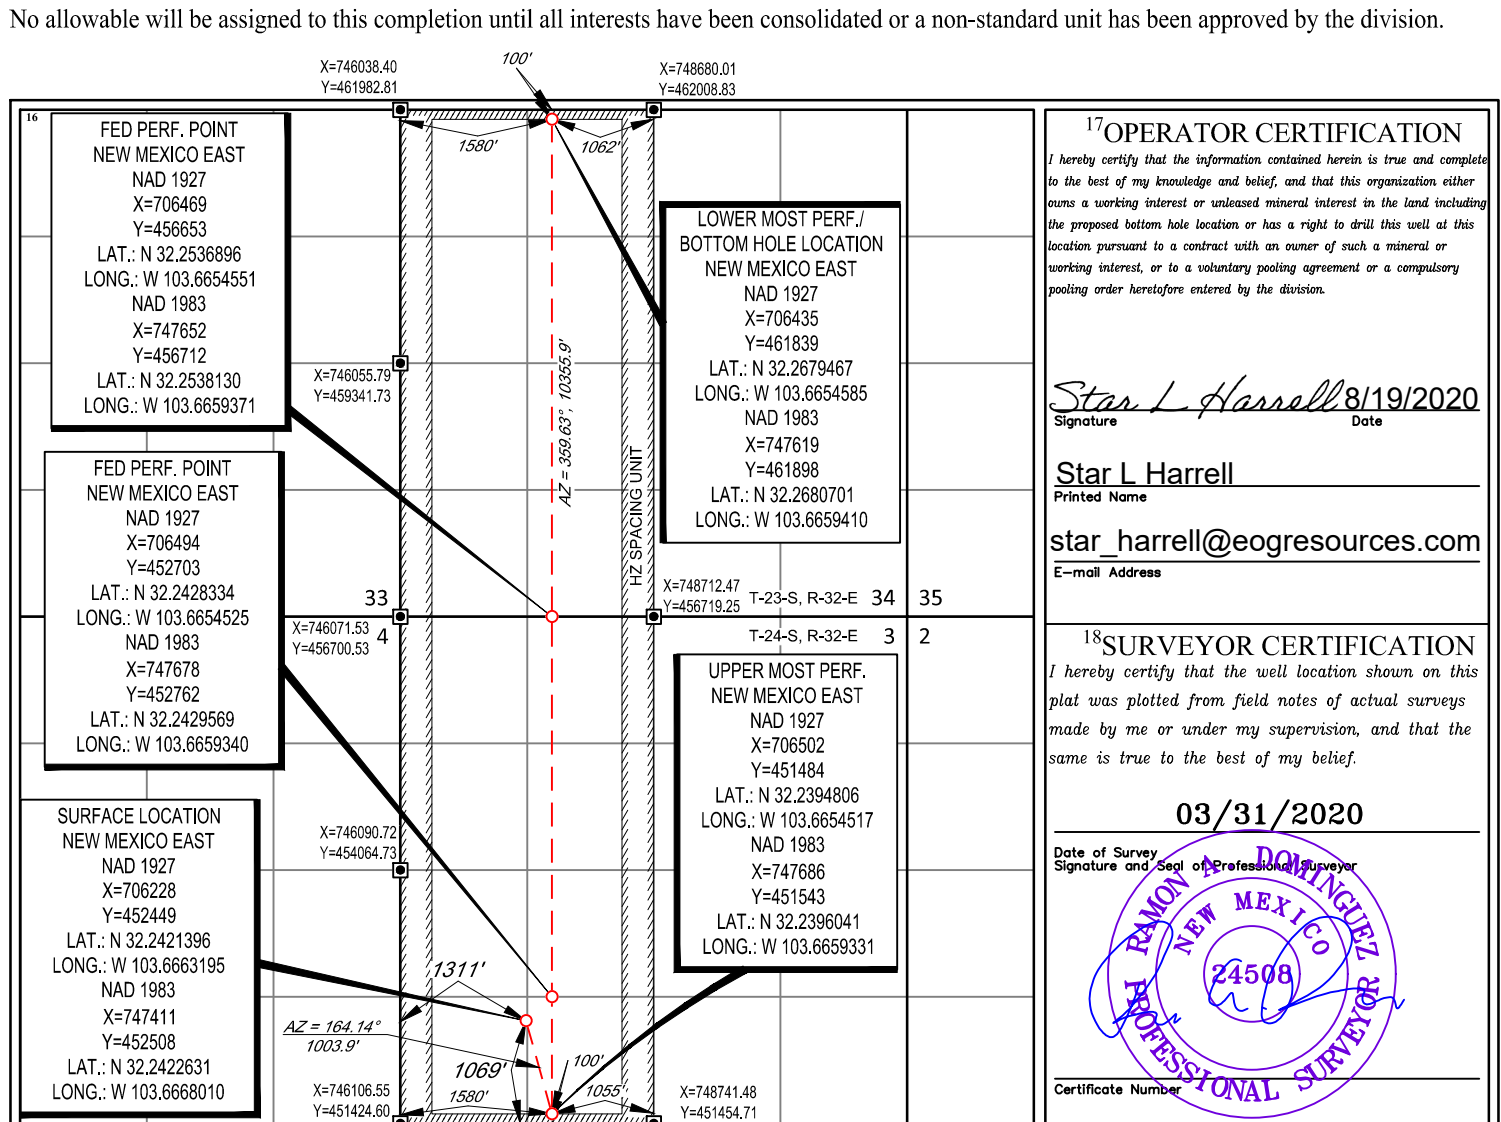 No allowable will be assigned to this completion until all interests have been consolidated or a non-standard unit has been approved by the division.
X=746038.40
Y=461982.81
100'
X=748680.01
Y=462008.83
16
1580'
1062'
FED PERF. POINT
NEW MEXICO EAST
NAD 1927
X=706469
Y=456653
LAT.: N 32.2536896
LONG.: W 103.6654551
NAD 1983
X=747652
Y=456712
LAT.: N 32.2538130
LONG.: W 103.6659371
LOWER MOST PERF./
BOTTOM HOLE LOCATION
NEW MEXICO EAST
NAD 1927
X=706435
Y=461839
LAT.: N 32.2679467
LONG.: W 103.6654585
NAD 1983
X=747619
Y=461898
LAT.: N 32.2680701
LONG.: W 103.6659410
X=746055.79
Y=459341.73
AZ = 359.63°, 10355.9'
HZ SPACING UNIT
FED PERF. POINT
NEW MEXICO EAST
NAD 1927
X=706494
Y=452703
LAT.: N 32.2428334
LONG.: W 103.6654525
NAD 1983
X=747678
Y=452762
LAT.: N 32.2429569
LONG.: W 103.6659340
33
4
X=746071.53
Y=456700.53
X=748712.47
Y=456719.25
T-23-S, R-32-E 34 35
T-24-S, R-32-E 3 2
UPPER MOST PERF.
NEW MEXICO EAST
NAD 1927
X=706502
Y=451484
LAT.: N 32.2394806
LONG.: W 103.6654517
NAD 1983
X=747686
Y=451543
LAT.: N 32.2396041
LONG.: W 103.6659331
SURFACE LOCATION
NEW MEXICO EAST
NAD 1927
X=706228
Y=452449
LAT.: N 32.2421396
LONG.: W 103.6663195
NAD 1983
X=747411
Y=452508
LAT.: N 32.2422631
LONG.: W 103.6668010
X=746090.72
Y=454064.73
1311'
AZ = 164.14°
1003.9'
1069'
100'
X=746106.55
Y=451424.60
1580'
1055'
X=748741.48
Y=451454.71
17OPERATOR CERTIFICATION
I hereby certify that the information contained herein is true and complete
to the best of my knowledge and belief, and that this organization either
owns a working interest or unleased mineral interest in the land including
the proposed bottom hole location or has a right to drill this well at this
location pursuant to a contract with an owner of such a mineral or
working interest, or to a voluntary pooling agreement or a compulsory
pooling order heretofore entered by the division.
Star L Harrell 8/19/2020
Signature Date
Star L Harrell
Printed Name
star_harrell@eogresources.com
E-mail Address
18SURVEYOR CERTIFICATION
I hereby certify that the well location shown on this
plat was plotted from field notes of actual surveys
made by me or under my supervision, and that the
same is true to the best of my belief.
03/31/2020
Date of Survey
Signature and Seal of Professional Surveyor
RAMON A. DOMINGUEZ
NEW MEXICO
24508
PROFESSIONAL SURVEYOR
Certificate Number